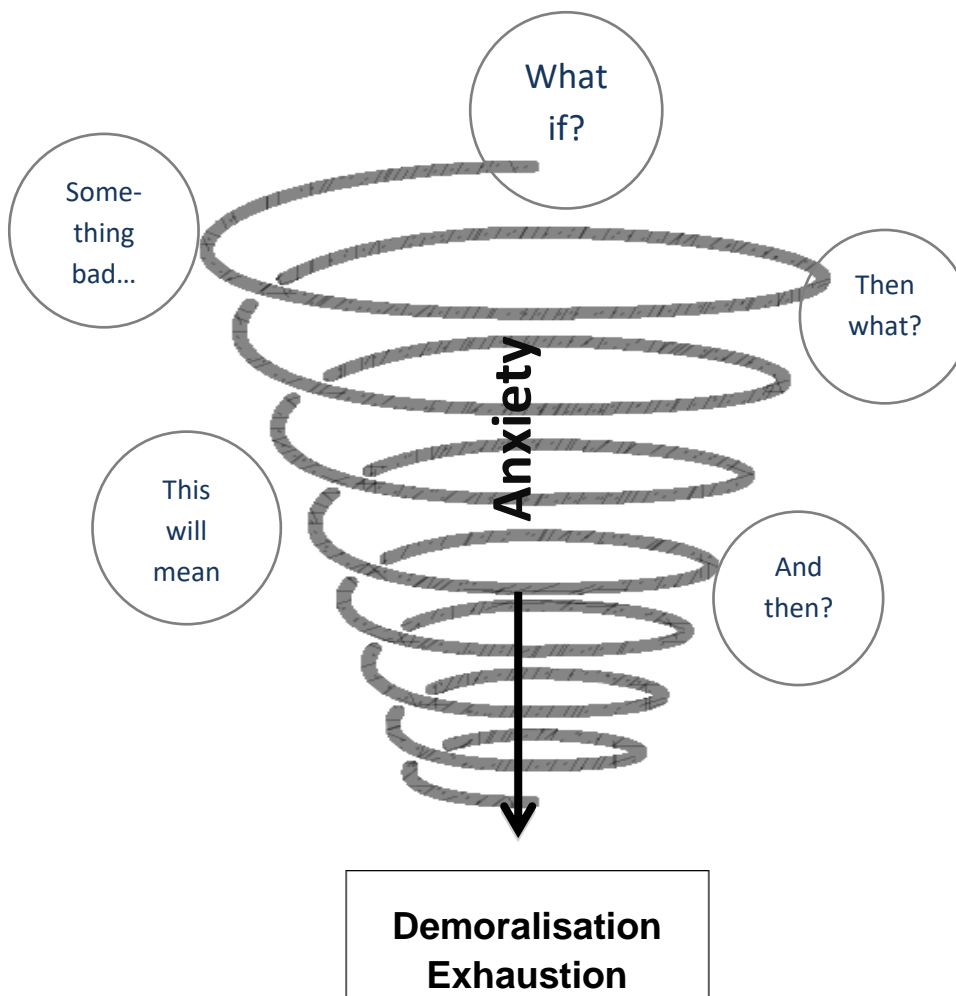 What
if?
Some-
thing
bad...
Then
what?
Anxiety
This
will
mean
And
then?
Demoralisation
Exhaustion